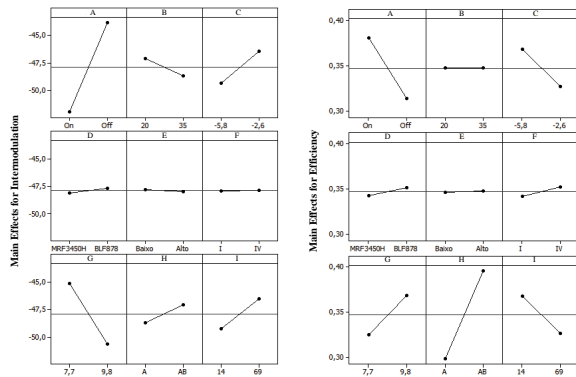 A B C
-45,0
-47,5
-50,0
On Off 20 35 -5,8 -2,6
D E F
-45,0
-47,5
-50,0
MRF3450H BLF878 Baixo Alto I IV
G H I
-45,0
-47,5
-50,0
7,7 9,8 A AB 14 69
Main Effects for Intermodulation
A B C
0,40
0,35
0,30
On Off 20 35 -5,8 -2,6
D E F
0,40
0,35
0,30
MRF3450H BLF878 Baixo Alto I IV
G H I
0,40
0,35
0,30
7,7 9,8 A AB 14 69
Main Effects for Efficiency